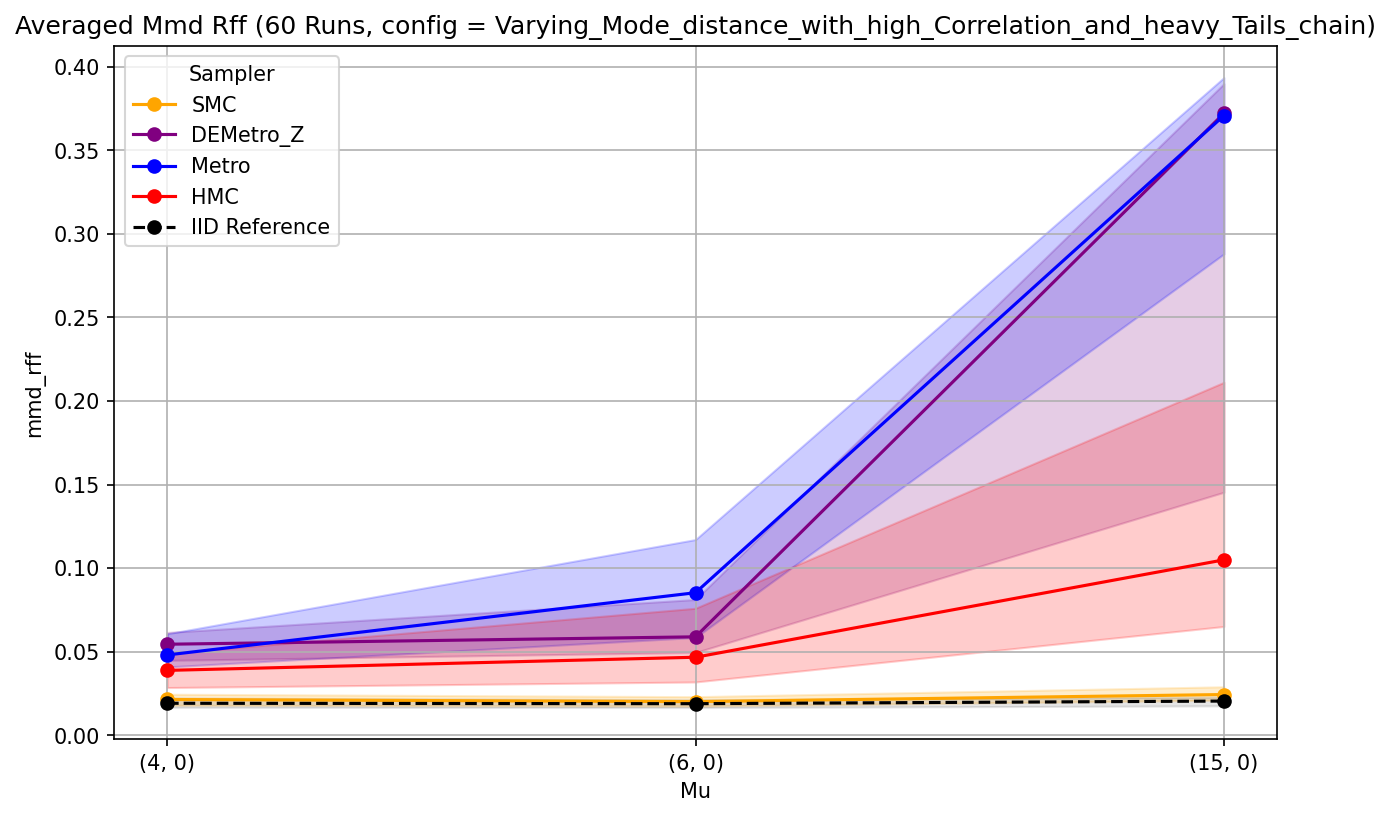 Averaged Mmd Rff (60 Runs, config = Varying_Mode_distance_with_high_Correlation_and_heavy_Tails_chain)
Sampler
SMC
DEMetro_Z
Metro
HMC
IID Reference
mmd_rff
0.40
0.35
0.30
0.25
0.20
0.15
0.10
0.05
0.00
(4, 0)
(6, 0)
(15, 0)
Mu